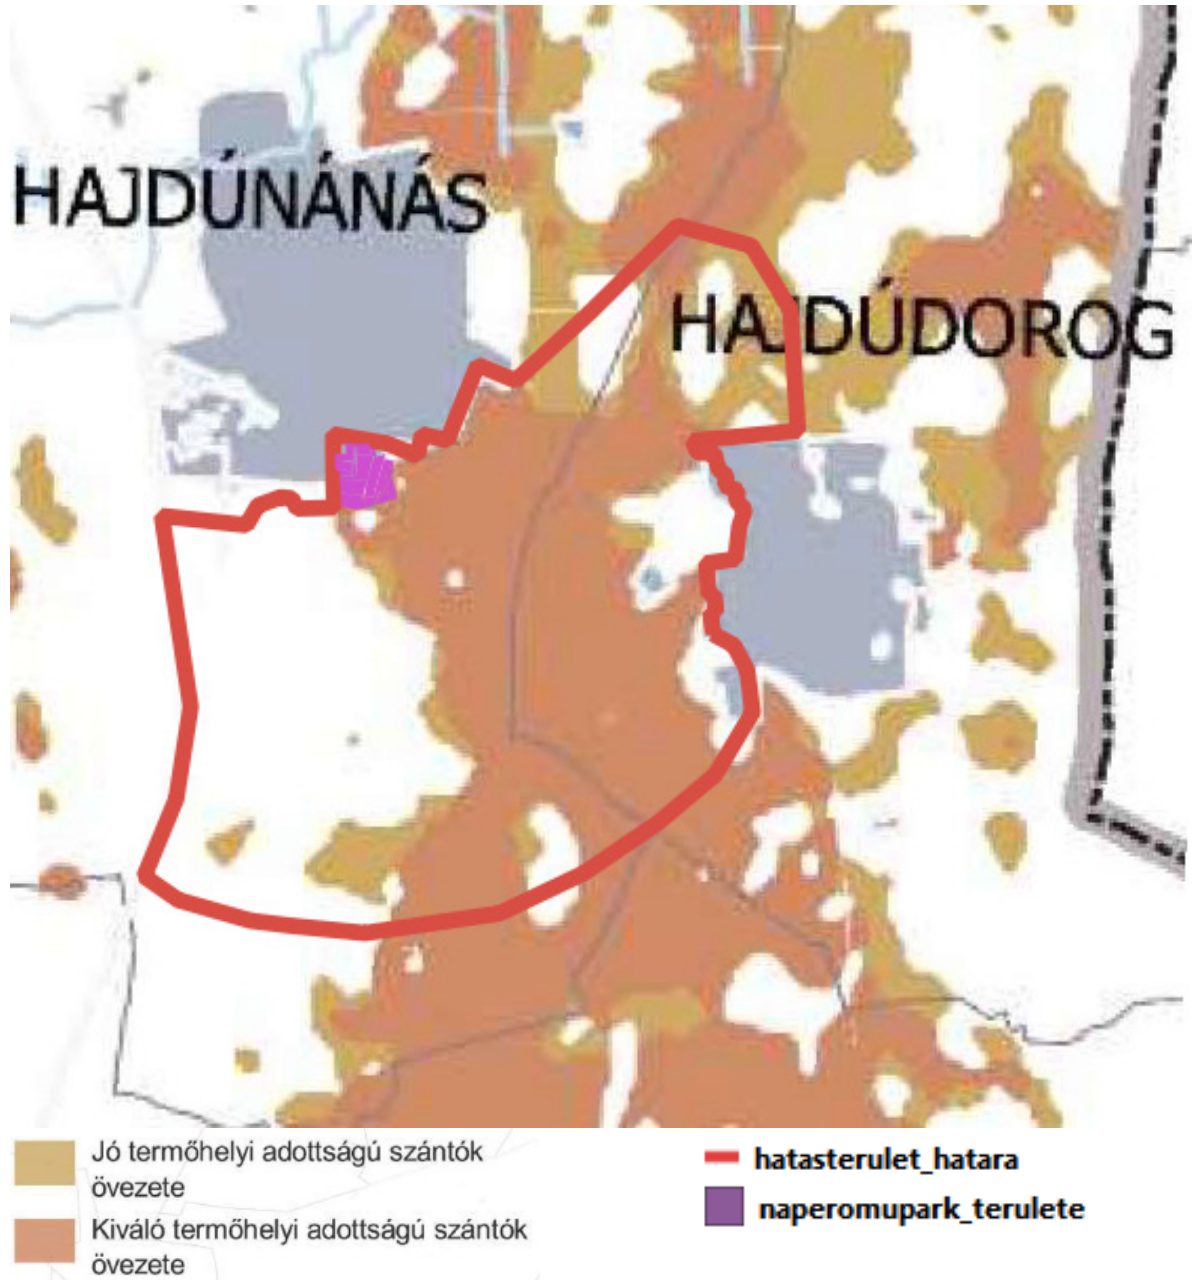 HAJDÚNÁNÁS
HAJDÚDOROG
Jó termőhelyi adottságú szántók
övezete
Kiváló termőhelyi adottságú szántók
övezete
hatasterulet_hatara
naperomupark_terulete